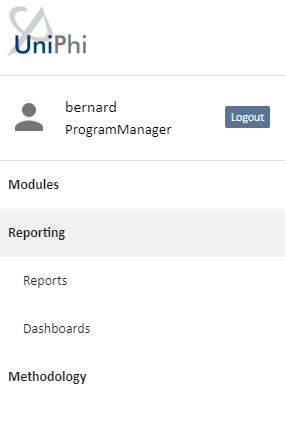 UniPhi
bernard
ProgramManager
Logout
Modules
Reporting
Reports
Dashboards
Methodology